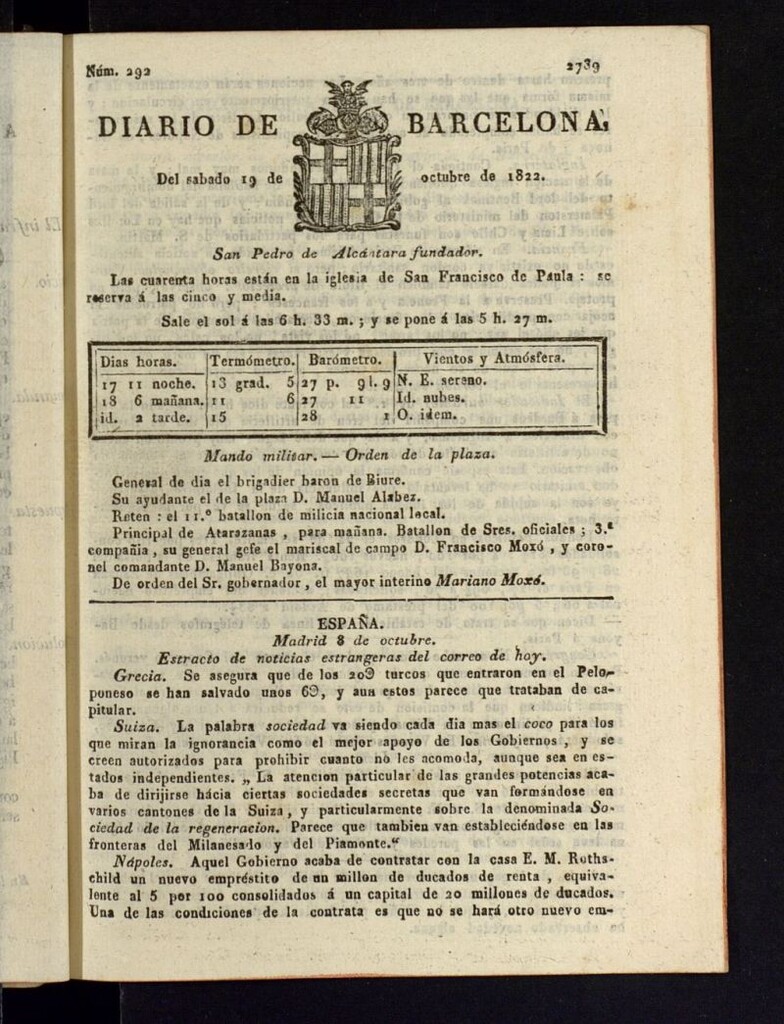 Núm. 292
2739
DIARIO DE BARCELONA,
Del sabado 19 de octubre de 1822.
San Pedro de Alcántara fundador.
Las cuarenta horas están en la iglesia de San Francisco de Paula : se
reserva á las cinco y media.
Sale el sol á las 6 h. 33 m. ; y se pone á las 5 h. 27 m.
Dias horas. Termómetro. Barómetro. Vientos y Atmósfera.
17 11 noche. 13 grad. 5 27 p. 9 l. 9 N. E. sereno.
18 6 mañana. 11 6 27 11 Id. nubes.
id. 2 tarde. 15 28 1 O. idem.
Mando militar. — Orden de la plaza.
General de dia el brigadier baron de Biure.
Su ayudante el de la plaza D. Manuel Alabez.
Reten : el 11.º batallon de milicia nacional local.
Principal de Atarazanas , para mañana. Batallon de Sres. oficiales ; 3.ª
compañia , su general gefe el mariscal de campo D. Francisco Moxó , y coro-
nel comandante D. Manuel Bayona.
De orden del Sr. gobernador , el mayor interino Mariano Moxó.
ESPAÑA.
Madrid 8 de octubre.
Estracto de noticias estrangeras del correo de hoy.
Grecia. Se asegura que de los 20Ə turcos que entraron en el Pelo-
poneso se han salvado unos 6Ə, y aun estos parece que trataban de ca-
pitular.
Suiza. La palabra sociedad va siendo cada dia mas el coco para los
que miran la ignorancia como el mejor apoyo de los Gobiernos , y se
creen autorizados para prohibir cuanto no les acomoda, aunque sea en es-
tados independientes. „ La atencion particular de las grandes potencias aca-
ba de dirijirse hácia ciertas sociedades secretas que van formándose en
varios cantones de la Suiza, y particularmente sobre la denominada So-
ciedad de la regeneracion. Parece que tambien van estableciéndose en las
fronteras del Milanesado y del Piamonte.“
Nápoles. Aquel Gobierno acaba de contratar con la casa E. M. Roths-
child un nuevo empréstito de un millon de ducados de renta , equiva-
lente al 5 por 100 consolidados á un capital de 20 millones de ducados.
Una de las condiciones de la contrata es que no se hará otro nuevo em-